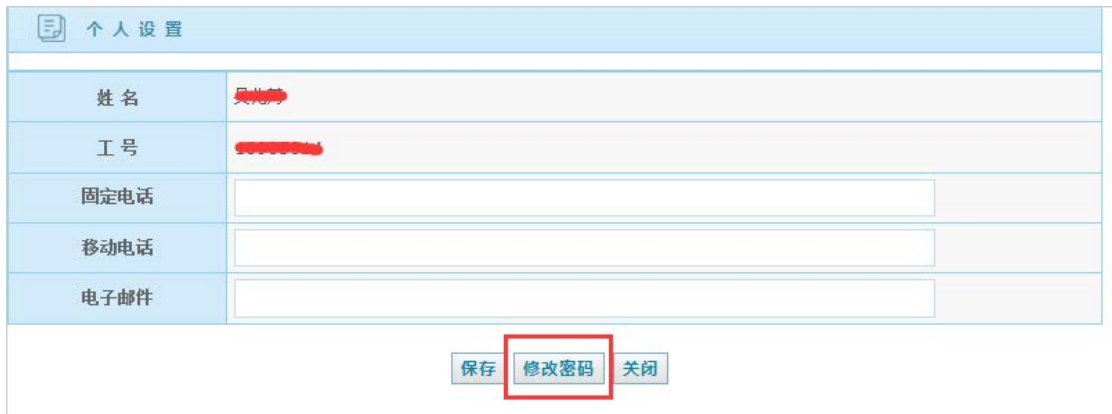 个人设置
姓名
工号
固定电话
移动电话
电子邮件
保存 修改密码 关闭